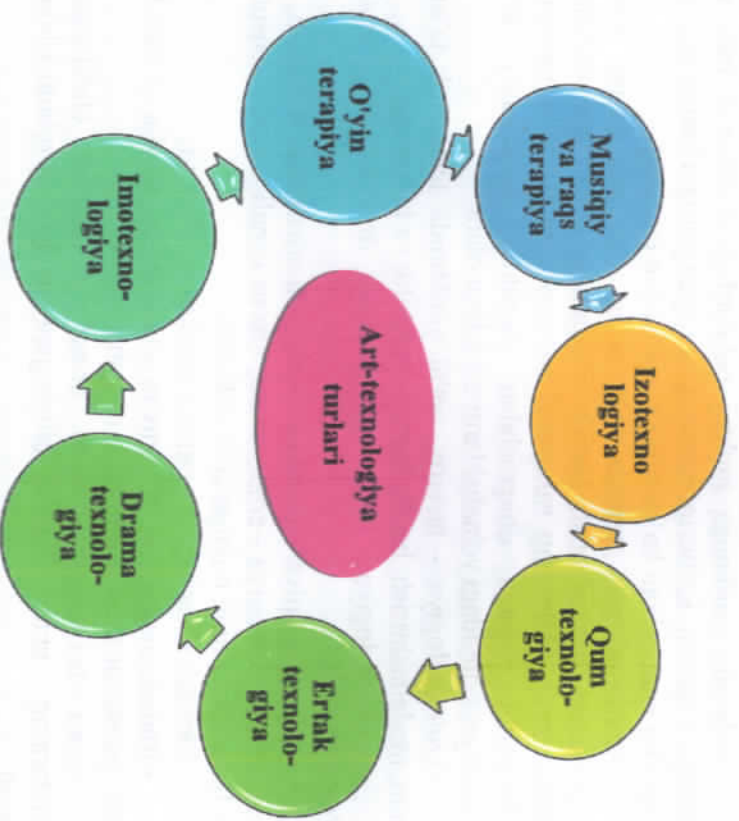 Art-texnologiya
turlari
O'yin
terapiya
Musiqiy
va raqs
terapiya
Izotexno
logiya
Qum
texnolo-
giya
Ertak
texnolo-
giya
Drama
texnolo-
giya
Imotexno-
logiya